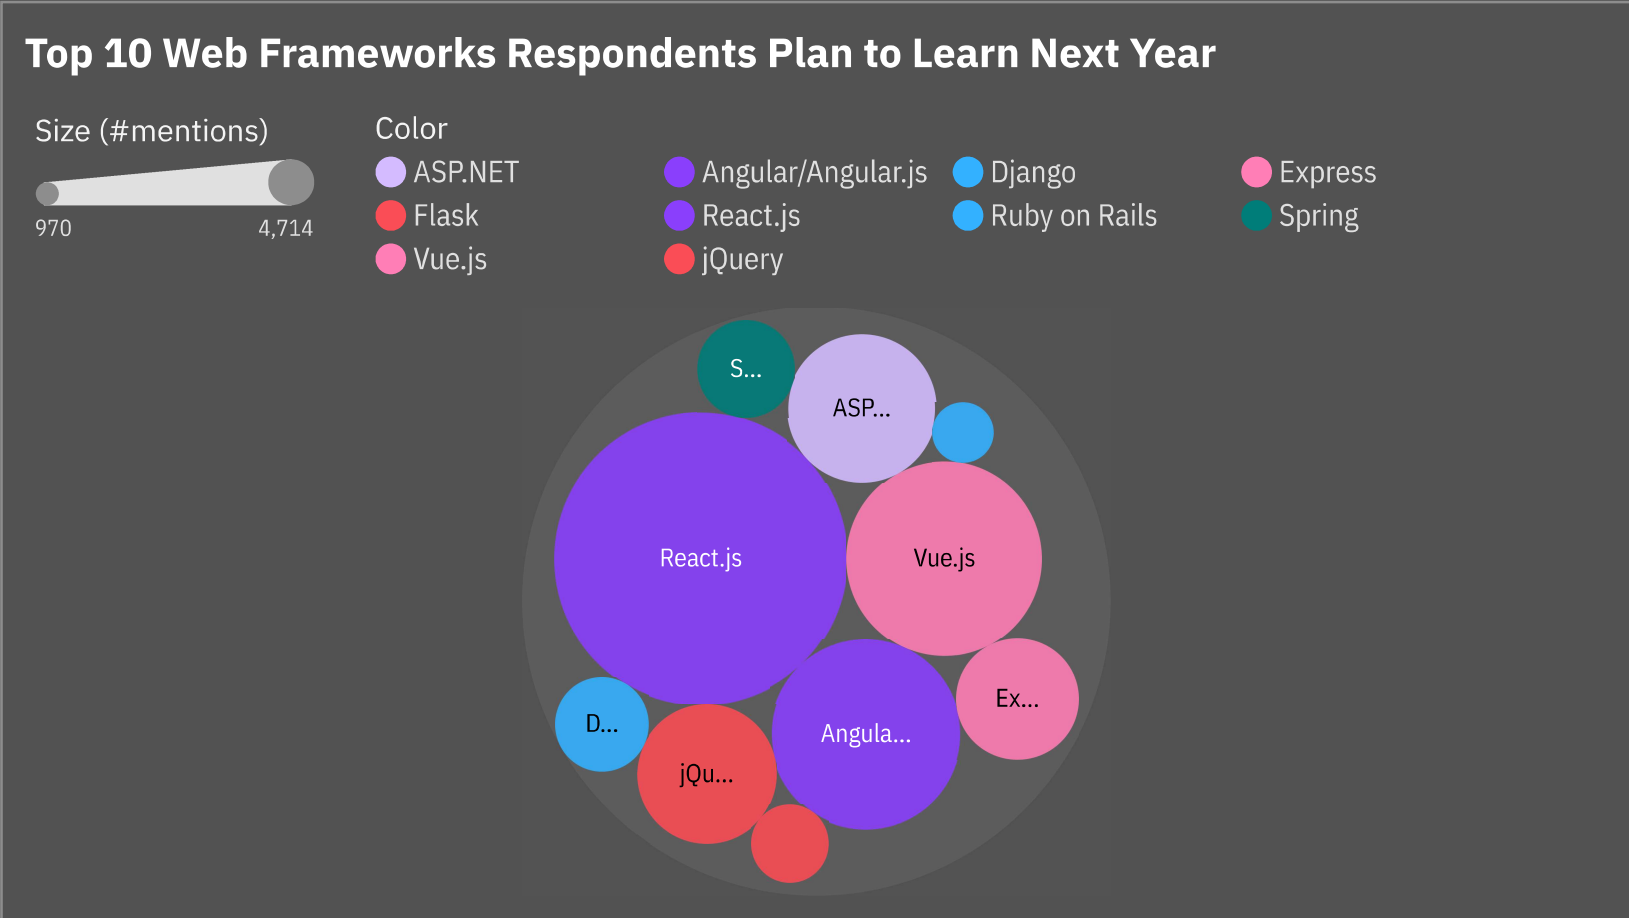 Top 10 Web Frameworks Respondents Plan to Learn Next Year
Size (#mentions)
970 4,714
Color
ASP.NET Angular/Angular.js Django Express
Flask React.js Ruby on Rails Spring
Vue.js jQuery
S...
ASP...
React.js
Vue.js
Ex...
D...
Angula...
jQu...